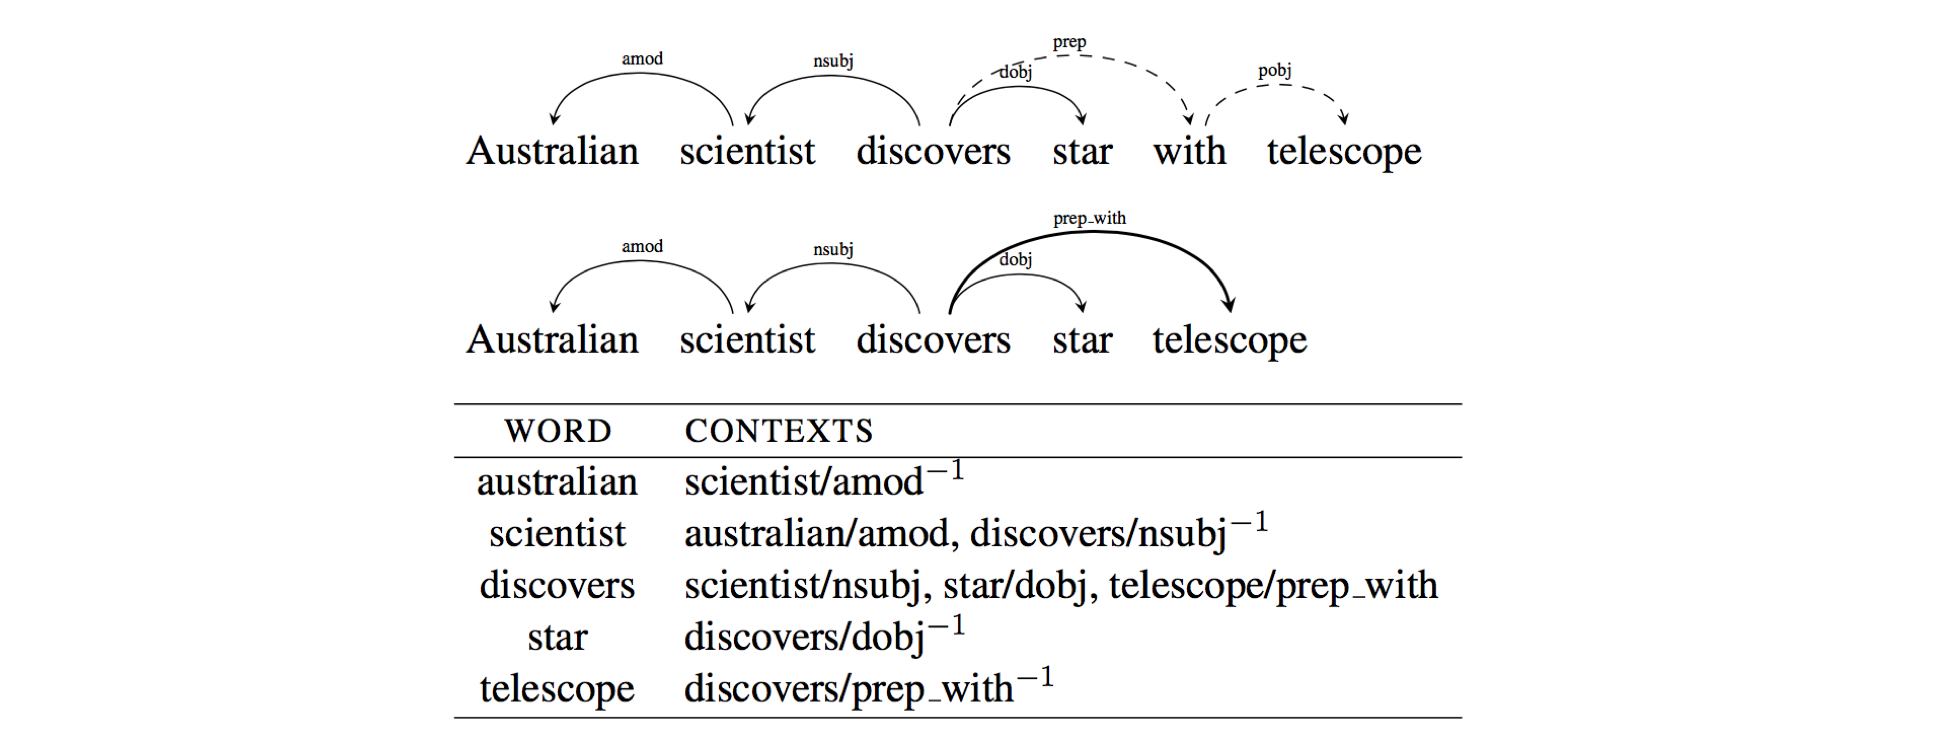 prep
amod nsubj dobj pobj
Australian scientist discovers star with telescope
prep_with
amod nsubj dobj
Australian scientist discovers star telescope
WORD CONTEXTS
australian scientist/amod⁻¹
scientist australian/amod, discovers/nsubj⁻¹
discovers scientist/nsubj, star/dobj, telescope/prep_with
star discovers/dobj⁻¹
telescope discovers/prep_with⁻¹